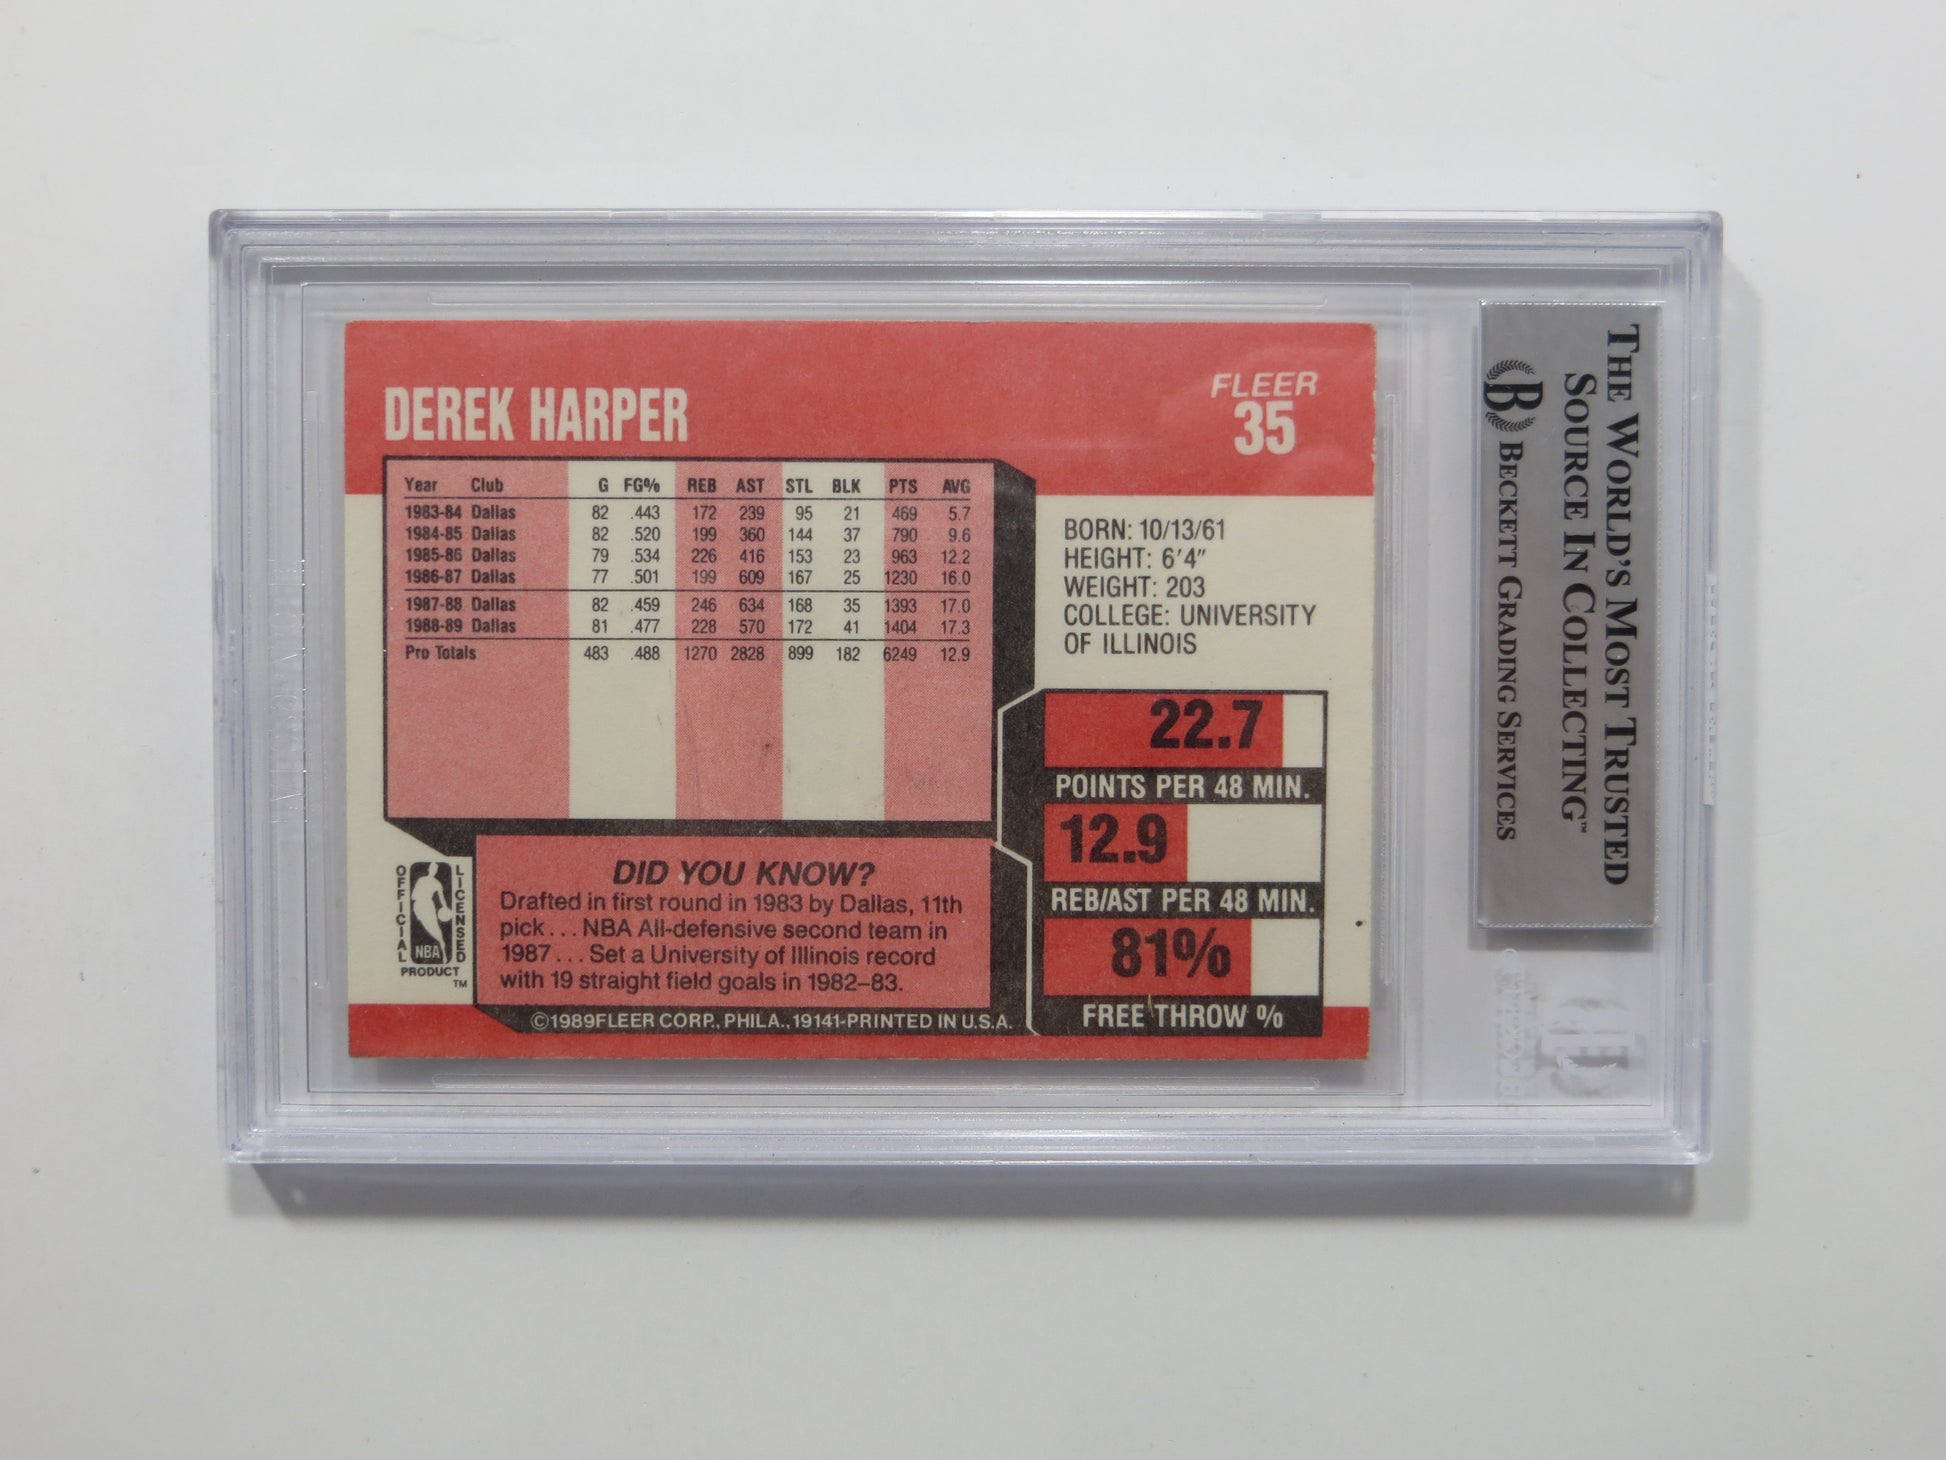 DEREK HARPER
FLEER
35
Year Club G FG% REB AST STL BLK PTS AVG
1983-84 Dallas 82 .443 172 239 95 21 469 5.7
1984-85 Dallas 82 .520 199 360 144 37 790 9.6
1985-86 Dallas 79 .534 226 416 153 23 963 12.2
1986-87 Dallas 77 .501 199 609 167 25 1230 16.0
1987-88 Dallas 82 .459 246 634 168 35 1393 17.0
1988-89 Dallas 81 .477 228 570 172 41 1404 17.3
Pro Totals 483 .488 1270 2828 899 182 6249 12.9
BORN: 10/13/61
HEIGHT: 6'4"
WEIGHT: 203
COLLEGE: UNIVERSITY
OF ILLINOIS
22.7
POINTS PER 48 MIN.
12.9
REB/AST PER 48 MIN.
81%
FREE THROW %
DID YOU KNOW?
Drafted in first round in 1983 by Dallas, 11th
pick... NBA All-defensive second team in
1987... Set a University of Illinois record
with 19 straight field goals in 1982–83.
OFFICIAL
LICENSED
NBA
PRODUCT
TM
©1989FLEER CORP., PHILA., 19141-PRINTED IN U.S.A.
THE WORLD'S MOST TRUSTED
SOURCE IN COLLECTING™
B BECKETT GRADING SERVICES